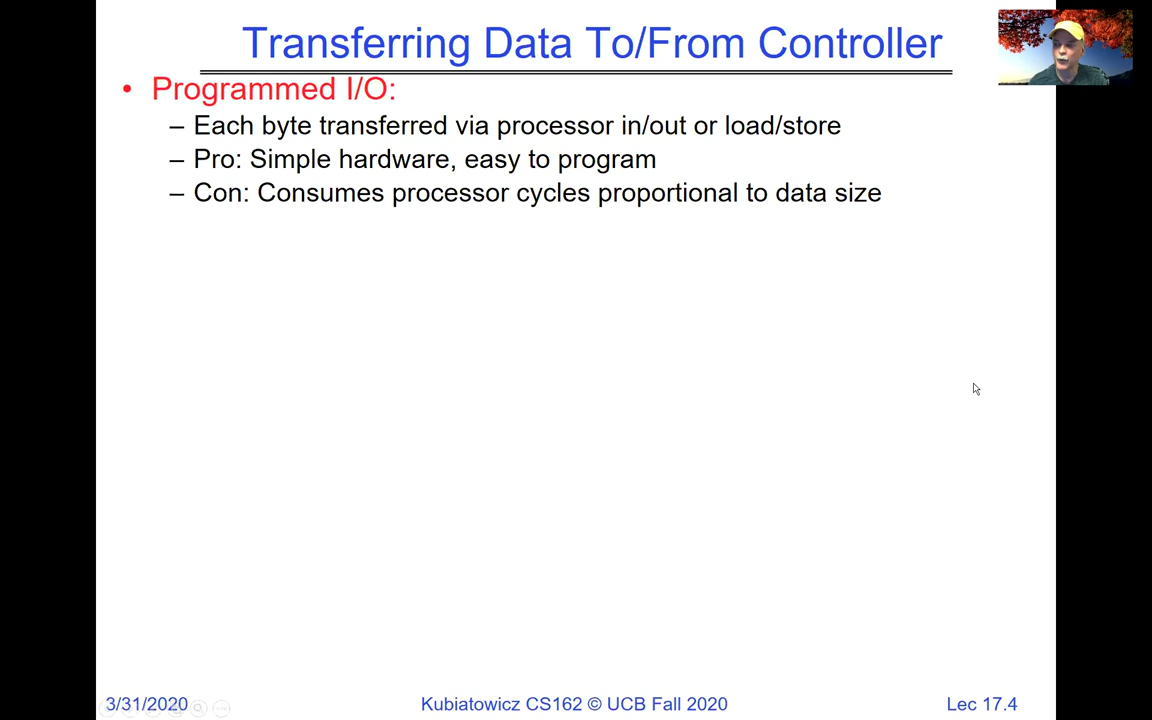 Transferring Data To/From Controller
• Programmed I/O:
– Each byte transferred via processor in/out or load/store
– Pro: Simple hardware, easy to program
– Con: Consumes processor cycles proportional to data size
3/31/2020
Kubiatowicz CS162 © UCB Fall 2020
Lec 17.4